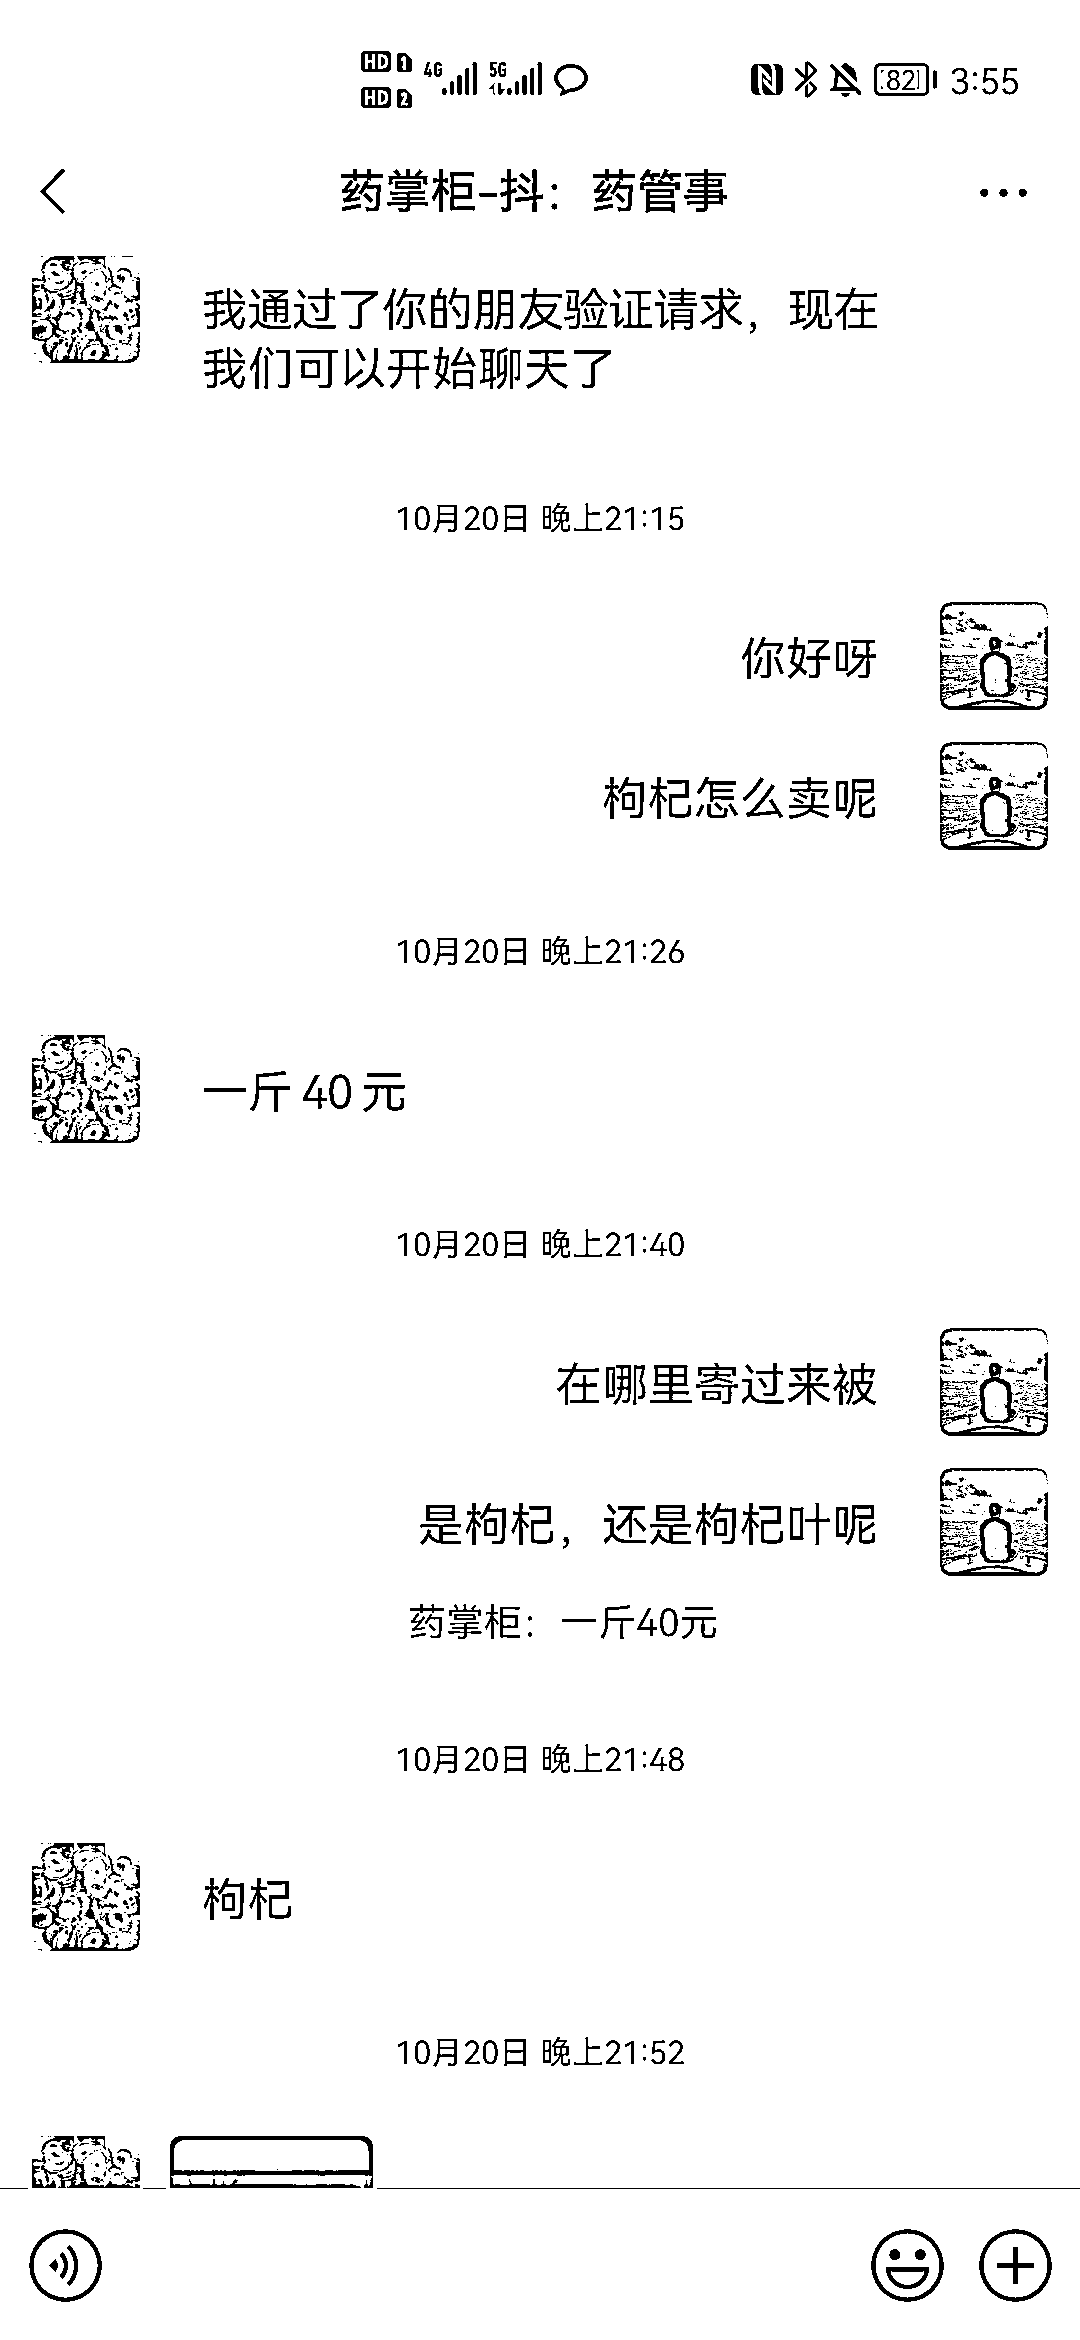 HD 1 4G 5G 82 3:55
HD 2
药掌柜-抖：药管事
我通过了你的朋友验证请求，现在
我们可以开始聊天了
10月20日 晚上21:15
你好呀
枸杞怎么卖呢
10月20日 晚上21:26
一斤 40 元
10月20日 晚上21:40
在哪里寄过来被
是枸杞，还是枸杞叶呢
药掌柜：一斤40元
10月20日 晚上21:48
枸杞
10月20日 晚上21:52